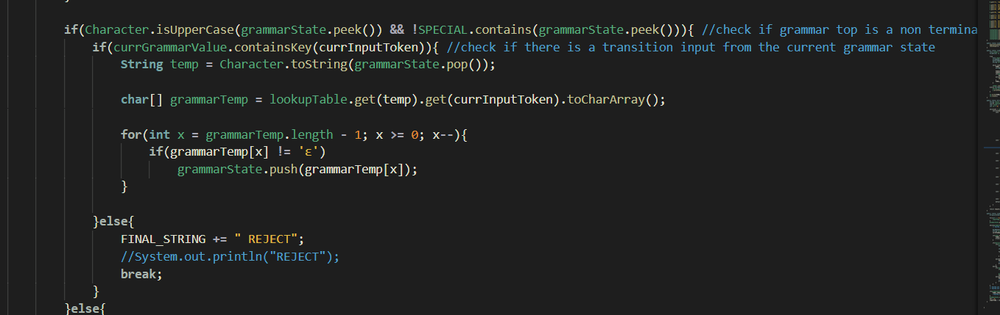 if(Character.isUpperCase(grammarState.peek()) && !SPECIAL.contains(grammarState.peek())){ //check if grammar top is a non termina
if(currGrammarValue.containsKey(currInputToken)){ //check if there is a transition input from the current grammar state
String temp = Character.toString(grammarState.pop());
char[] grammarTemp = lookupTable.get(temp).get(currInputToken).toCharArray();
for(int x = grammarTemp.length - 1; x >= 0; x--){
if(grammarTemp[x] != 'ε')
grammarState.push(grammarTemp[x]);
}
}else{
FINAL_STRING += " REJECT";
//System.out.println("REJECT");
break;
}
}else{